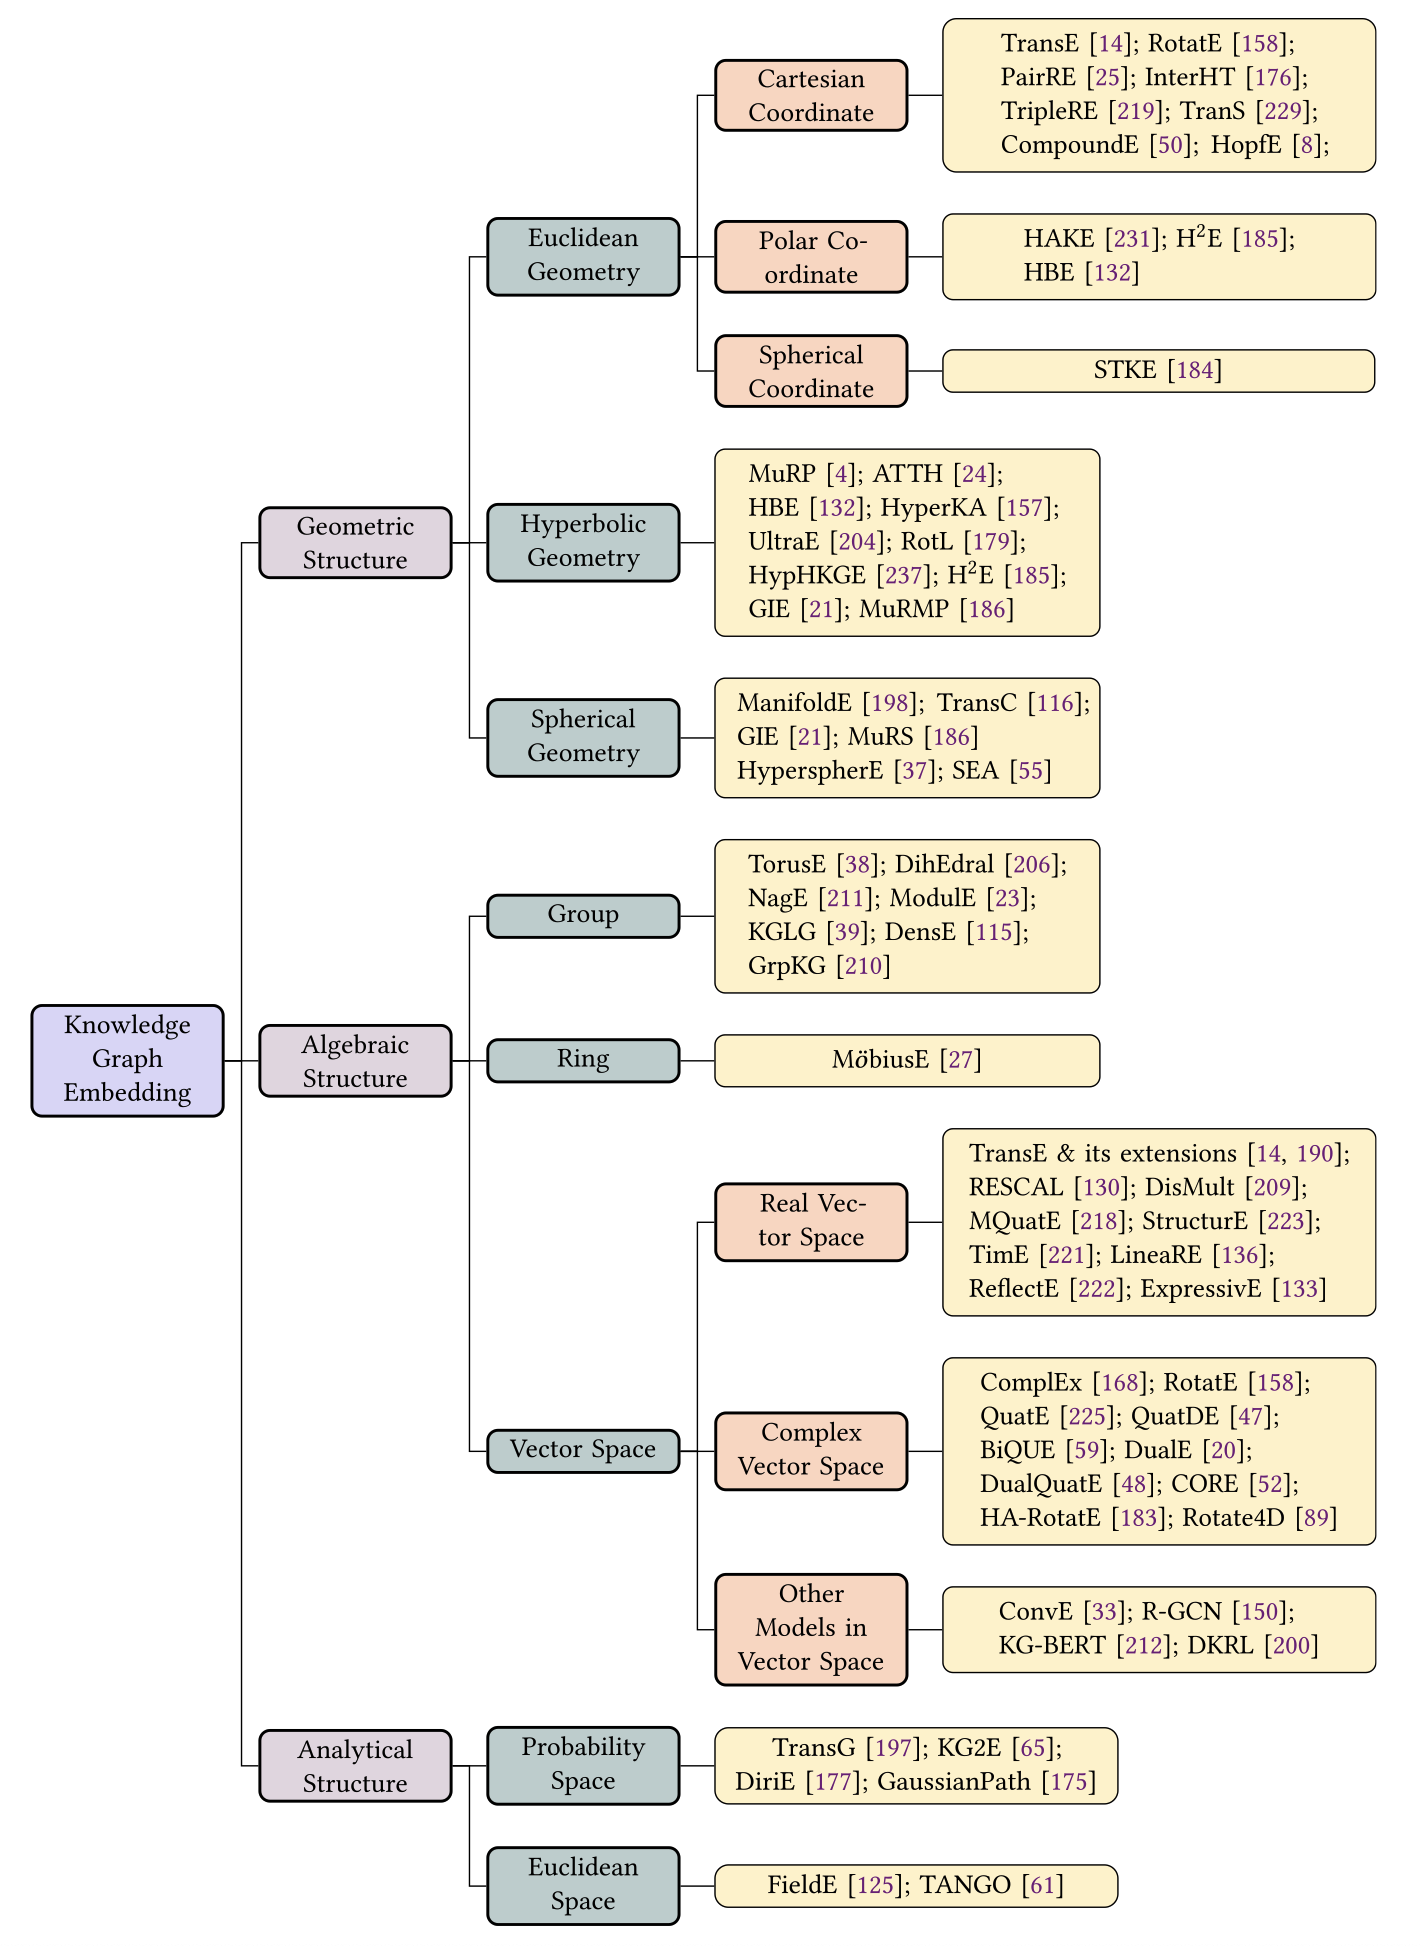 Knowledge
Graph
Embedding
Geometric
Structure
Euclidean
Geometry
Cartesian
Coordinate
TransE [14]; RotatE [158];
PairRE [25]; InterHT [176];
TripleRE [219]; TranS [229];
CompoundE [50]; HopfE [8];
Polar Co-
ordinate
HAKE [231]; H²E [185];
HBE [132]
Spherical
Coordinate
STKE [184]
Hyperbolic
Geometry
MuRP [4]; ATTH [24];
HBE [132]; HyperKA [157];
UltraE [204]; RotL [179];
HypHKGE [237]; H²E [185];
GIE [21]; MuRMP [186]
Spherical
Geometry
ManifoldE [198]; TransC [116];
GIE [21]; MuRS [186]
HyperspherE [37]; SEA [55]
Algebraic
Structure
Group
TorusE [38]; DihEdral [206];
NagE [211]; ModulE [23];
KGLG [39]; DensE [115];
GrpKG [210]
Ring
MöbiusE [27]
Vector Space
Real Vec-
tor Space
TransE & its extensions [14, 190];
RESCAL [130]; DisMult [209];
MQuatE [218]; StructurE [223];
TimE [221]; LineaRE [136];
ReflectE [222]; ExpressivE [133]
Complex
Vector Space
ComplEx [168]; RotatE [158];
QuatE [225]; QuatDE [47];
BiQUE [59]; DualE [20];
DualQuatE [48]; CORE [52];
HA-RotatE [183]; Rotate4D [89]
Other
Models in
Vector Space
ConvE [33]; R-GCN [150];
KG-BERT [212]; DKRL [200]
Analytical
Structure
Probability
Space
TransG [197]; KG2E [65];
DiriE [177]; GaussianPath [175]
Euclidean
Space
FieldE [125]; TANGO [61]